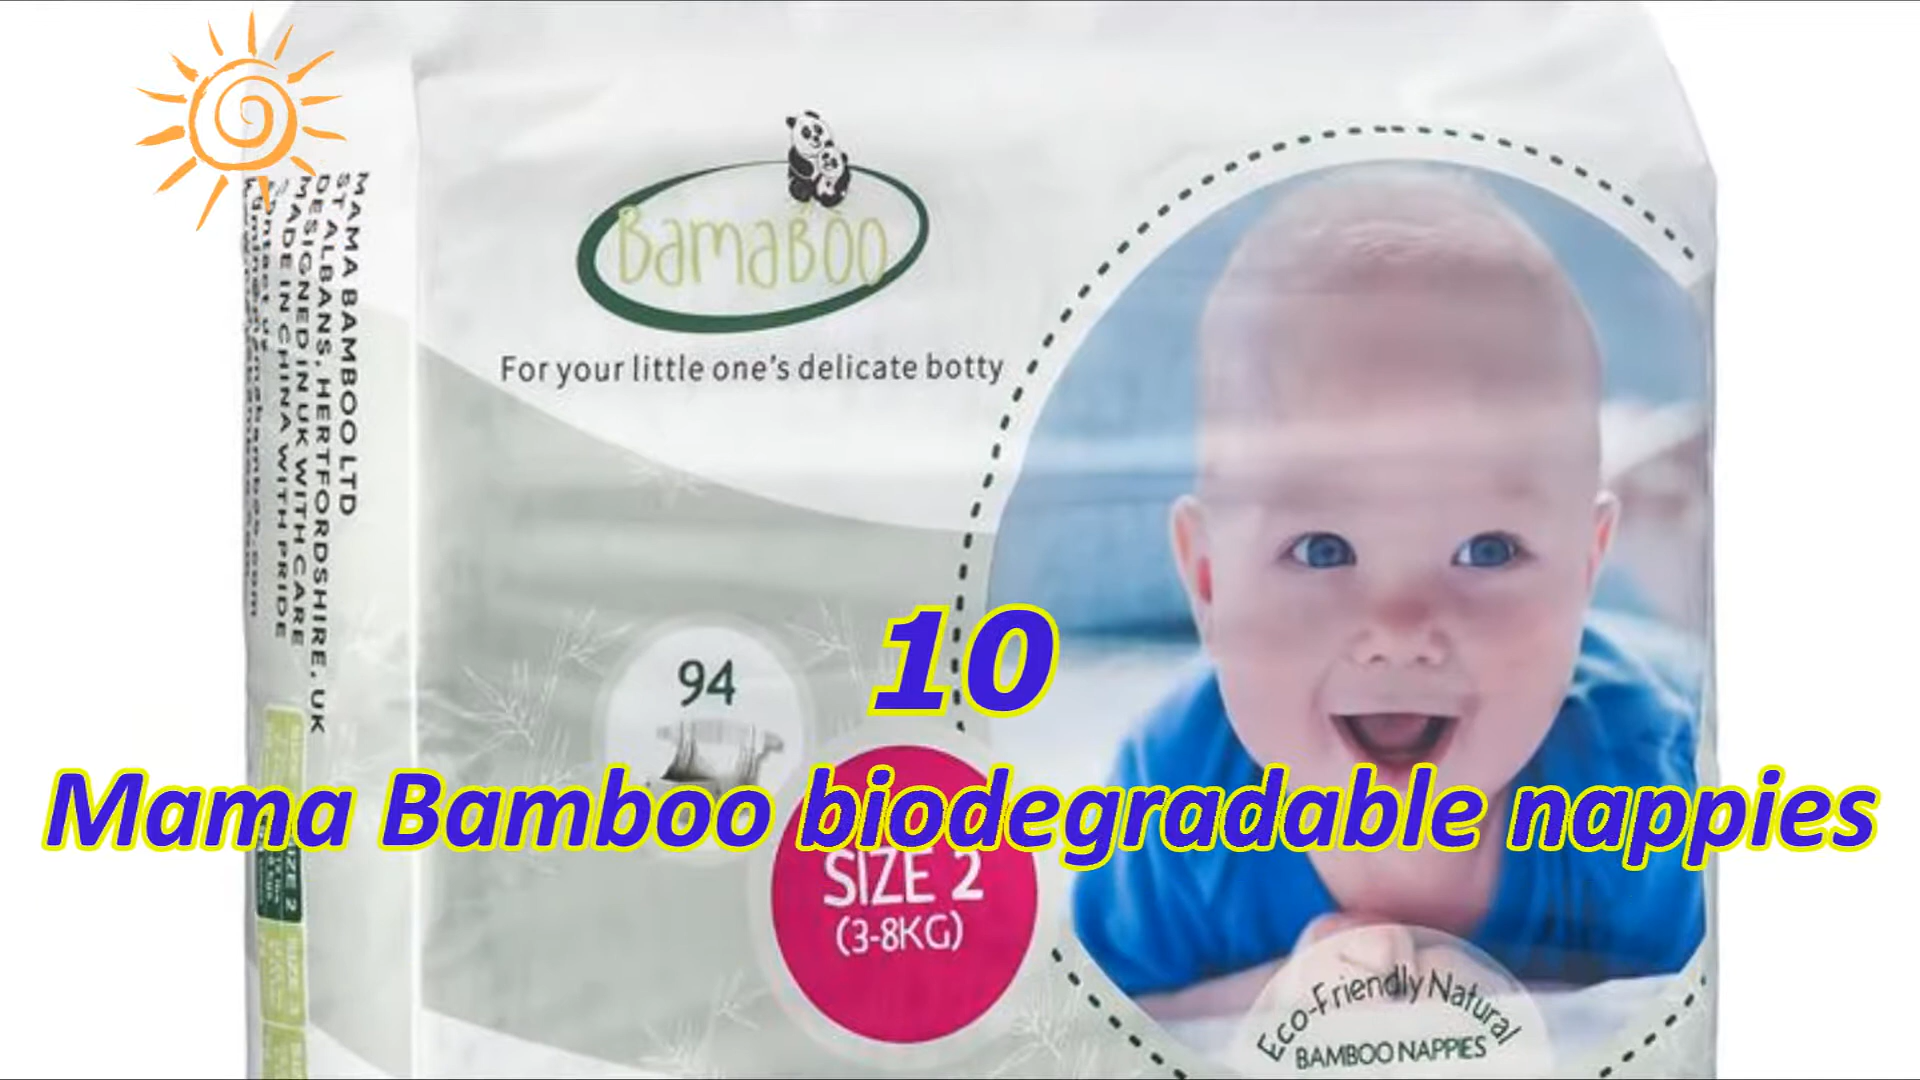 BamaBoo
For your little one's delicate botty
MAMA BAMBOO LTD
ST ALBANS, HERTFORDSHIRE. UK
DESIGNED IN UK WITH CARE
MADE IN CHINA WITH PRIDE
94
10
Mama Bamboo biodegradable nappies
SIZE 2
(3-8KG)
SIZE 2
Eco-Friendly Natural
BAMBOO NAPPIES